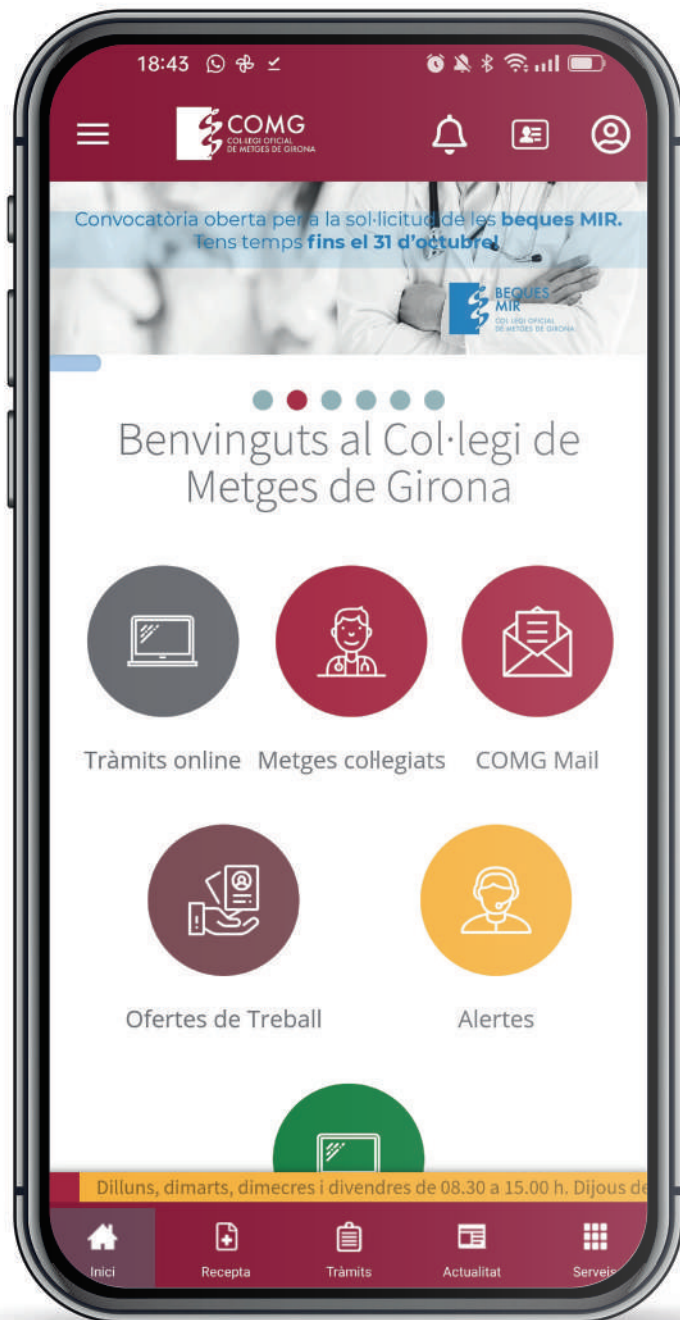 18:43
COMG
COL·LEGI OFICIAL
DE METGES DE GIRONA
Convocatòria oberta per a la sol·licitud de les beques MIR.
Tens temps fins el 31 d'octubre!
BEQUES
MIR
COL·LEGI OFICIAL
DE METGES DE GIRONA
Benvinguts al Col·legi de
Metges de Girona
Tràmits online Metges col·legiats COMG Mail
Ofertes de Treball Alertes
Dilluns, dimarts, dimecres i divendres de 08.30 a 15.00 h. Dijous de
Inici Recepta Tràmits Actualitat Serveis